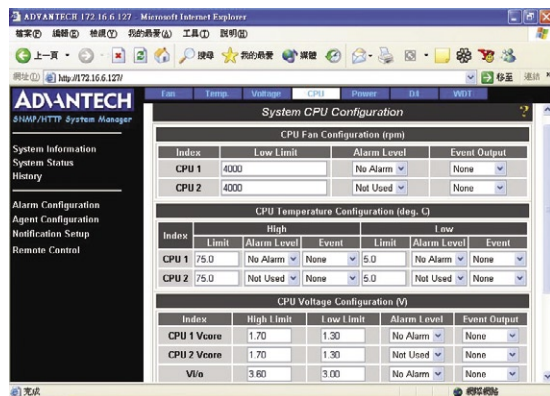 ADVANTECH 172.16.6.127 - Microsoft Internet Explorer
檔案(F) 編輯(E) 檢視(V) 我的最愛(A) 工具(T) 說明(H)
上一頁 搜尋 我的最愛 媒體
網址(D) http://172.16.6.127/ 移至 連結
ADVANTECH
SNMP/HTTP System Manager
System Information
System Status
History
Alarm Configuration
Agent Configuration
Notification Setup
Remote Control
Fan Temp. Voltage CPU Power D.I WDT
System CPU Configuration ?
CPU Fan Configuration (rpm)
Index Low Limit Alarm Level Event Output
CPU 1 4000 No Alarm None
CPU 2 4000 Not Used None
CPU Temperature Configuration (deg. C)
Index High Low
Limit Alarm Level Event Limit Alarm Level Event
CPU 1 75.0 No Alarm None 5.0 No Alarm None
CPU 2 75.0 Not Used None 5.0 Not Used None
CPU Voltage Configuration (V)
Index High Limit Low Limit Alarm Level Event Output
CPU 1 Vcore 1.70 1.30 No Alarm None
CPU 2 Vcore 1.70 1.30 Not Used None
Vi/o 3.60 3.00 No Alarm None
完成 網際網路